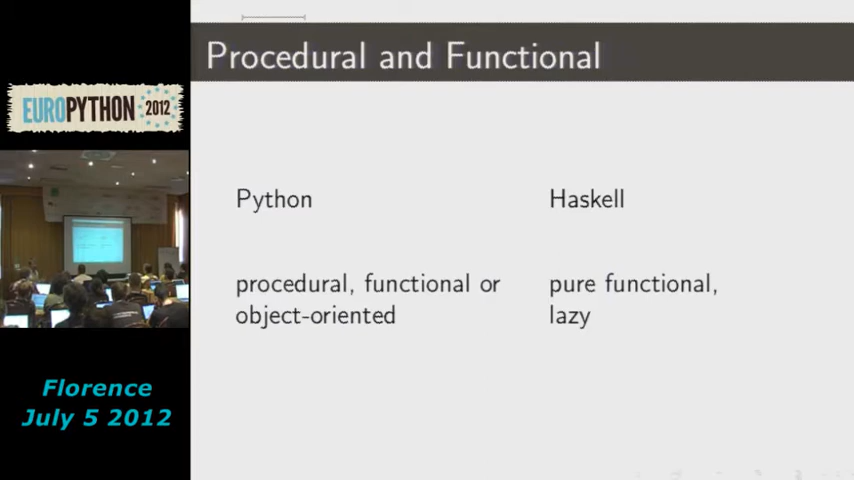 Procedural and Functional
EUROPYTHON 2012
Python
Haskell
procedural, functional or
object-oriented
pure functional,
lazy
Florence
July 5 2012